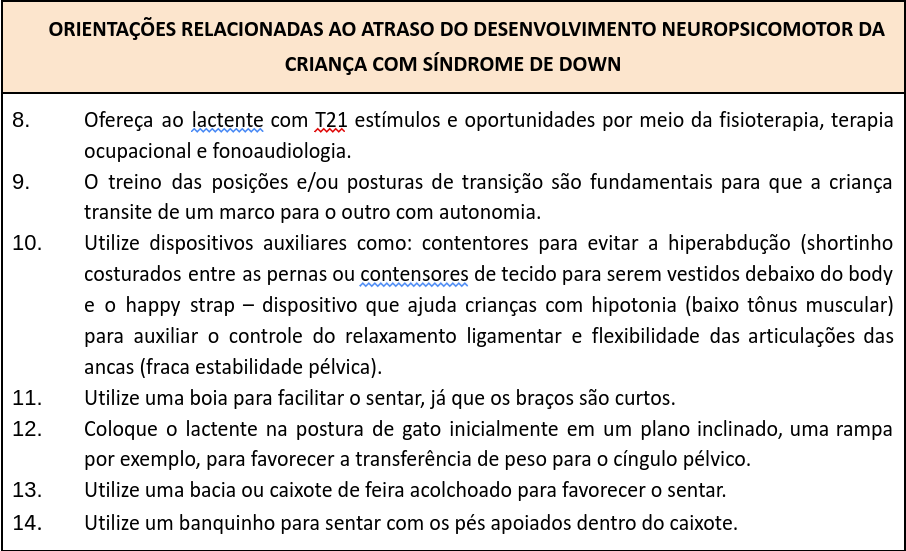 ORIENTAÇÕES RELACIONADAS AO ATRASO DO DESENVOLVIMENTO NEUROPSICOMOTOR DA
CRIANÇA COM SÍNDROME DE DOWN
8. Ofereça ao lactente com T21 estímulos e oportunidades por meio da fisioterapia, terapia
ocupacional e fonoaudiologia.
9. O treino das posições e/ou posturas de transição são fundamentais para que a criança
transite de um marco para o outro com autonomia.
10. Utilize dispositivos auxiliares como: contentores para evitar a hiperabdução (shortinho
costurados entre as pernas ou contensores de tecido para serem vestidos debaixo do body
e o happy strap – dispositivo que ajuda crianças com hipotonia (baixo tônus muscular)
para auxiliar o controle do relaxamento ligamentar e flexibilidade das articulações das
ancas (fraca estabilidade pélvica).
11. Utilize uma boia para facilitar o sentar, já que os braços são curtos.
12. Coloque o lactente na postura de gato inicialmente em um plano inclinado, uma rampa
por exemplo, para favorecer a transferência de peso para o cíngulo pélvico.
13. Utilize uma bacia ou caixote de feira acolchoado para favorecer o sentar.
14. Utilize um banquinho para sentar com os pés apoiados dentro do caixote.